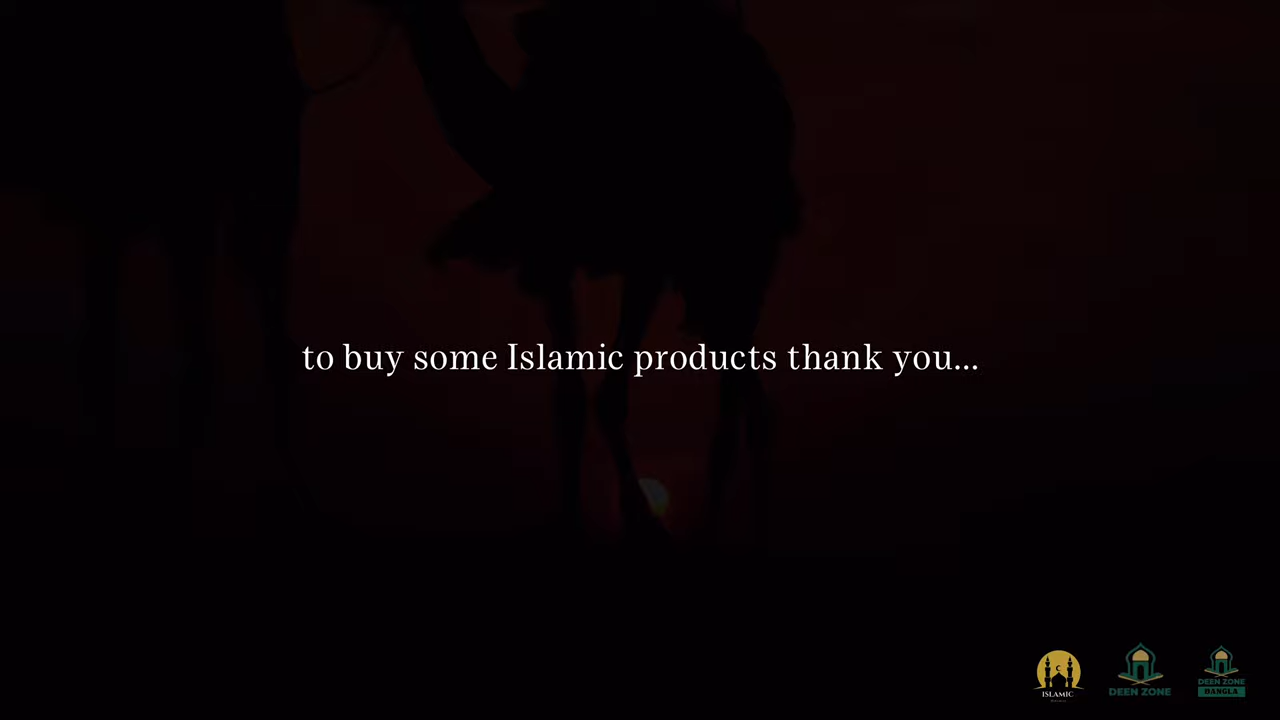 to buy some Islamic products thank you...
ISLAMIC
DEEN ZONE
DEEN ZONE
BANGLA